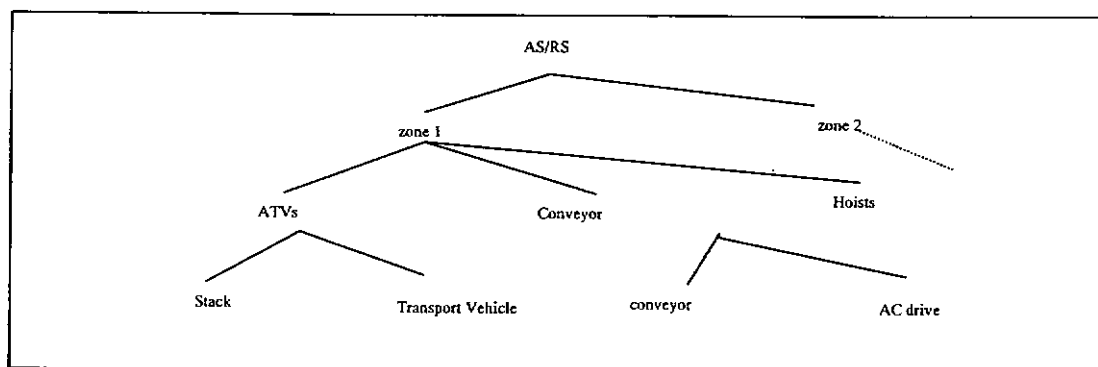 AS/RS
zone 1
zone 2
ATVs
Conveyor
Hoists
Stack
Transport Vehicle
conveyor
AC drive